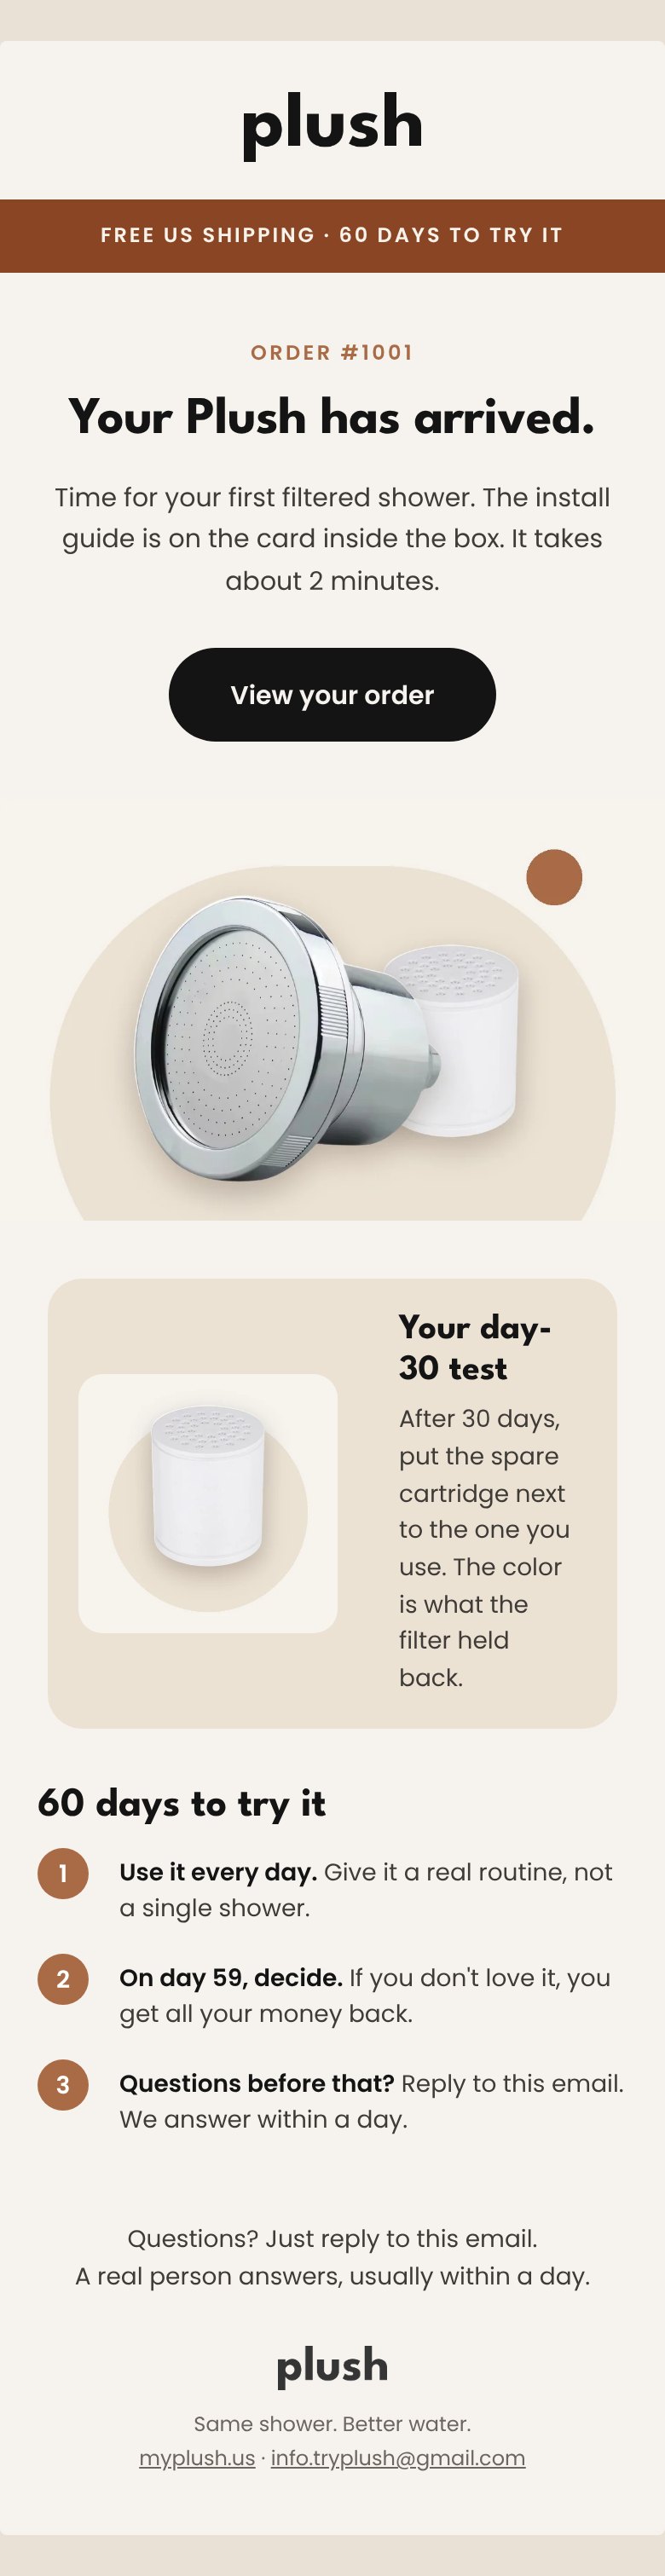 plush
FREE US SHIPPING · 60 DAYS TO TRY IT
ORDER #1001
Your Plush has arrived.
Time for your first filtered shower. The install
guide is on the card inside the box. It takes
about 2 minutes.
View your order
Your day-
30 test
After 30 days,
put the spare
cartridge next
to the one you
use. The color
is what the
filter held
back.
60 days to try it
1 Use it every day. Give it a real routine, not
a single shower.
2 On day 59, decide. If you don't love it, you
get all your money back.
3 Questions before that? Reply to this email.
We answer within a day.
Questions? Just reply to this email.
A real person answers, usually within a day.
plush
Same shower. Better water.
myplush.us · info.tryplush@gmail.com